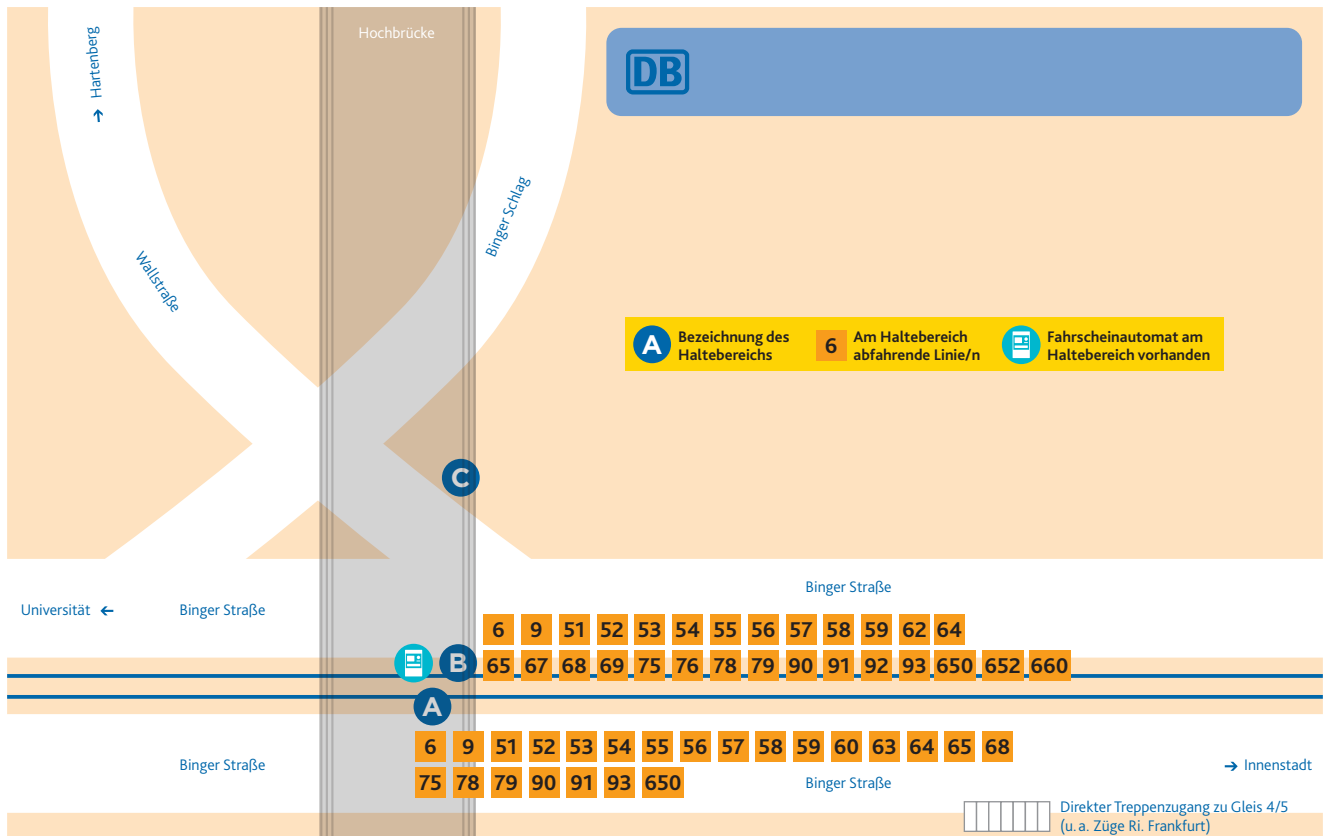 Hochbrücke
→ Hartenberg
DB
Binger Schlag
Wallstraße
A Bezeichnung des
Haltebereichs
6 Am Haltebereich
abfahrende Linie/n
Fahrscheinautomat am
Haltebereich vorhanden
C
Binger Straße
Universität ←
Binger Straße
6 9 51 52 53 54 55 56 57 58 59 62 64
B
65 67 68 69 75 76 78 79 90 91 92 93 650 652 660
A
6 9 51 52 53 54 55 56 57 58 59 60 63 64 65 68
Binger Straße
→ Innenstadt
75 78 79 90 91 93 650
Binger Straße
Direkter Treppenzugang zu Gleis 4/5
(u. a. Züge Ri. Frankfurt)